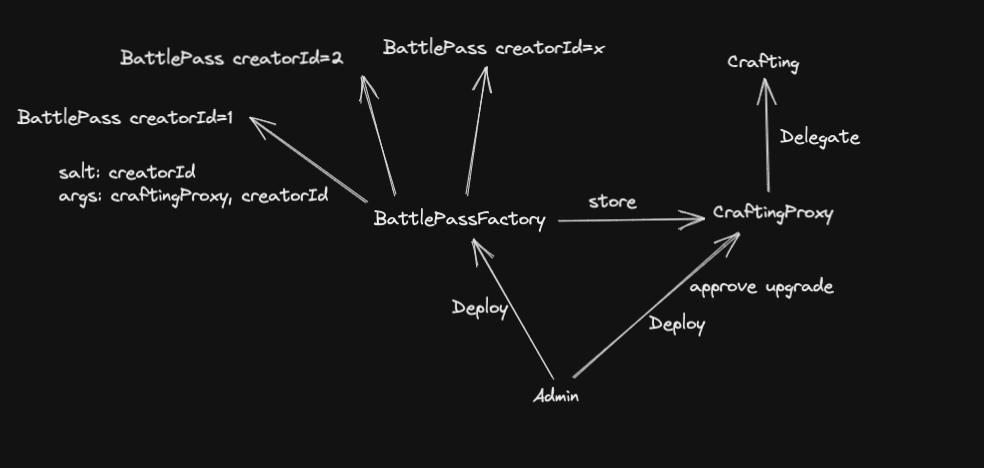 BattlePass creatorId=2
BattlePass creatorId=x
Crafting
BattlePass creatorId=1
Delegate
salt: creatorId
args: craftingProxy, creatorId
BattlePassFactory
store
CraftingProxy
approve upgrade
Deploy
Deploy
Admin